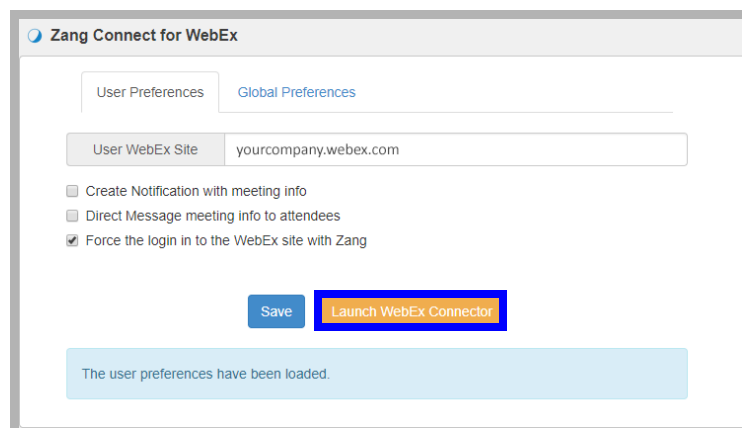 Zang Connect for WebEx
User Preferences
Global Preferences
User WebEx Site
yourcompany.webex.com
Create Notification with meeting info
Direct Message meeting info to attendees
Force the login in to the WebEx site with Zang
Save
Launch WebEx Connector
The user preferences have been loaded.